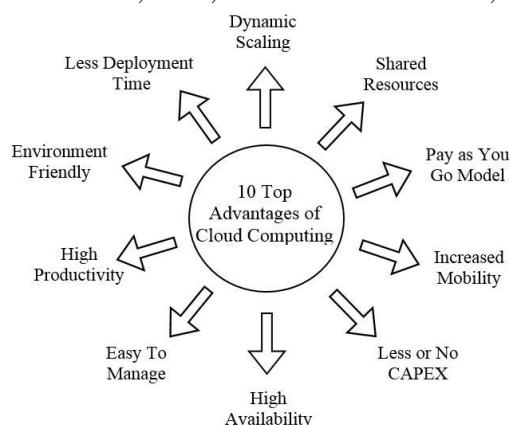 Dynamic
Scaling
Shared
Resources
Pay as You
Go Model
Increased
Mobility
Less or No
CAPEX
High
Availability
Easy To
Manage
High
Productivity
Environment
Friendly
Less Deployment
Time
10 Top
Advantages of
Cloud Computing